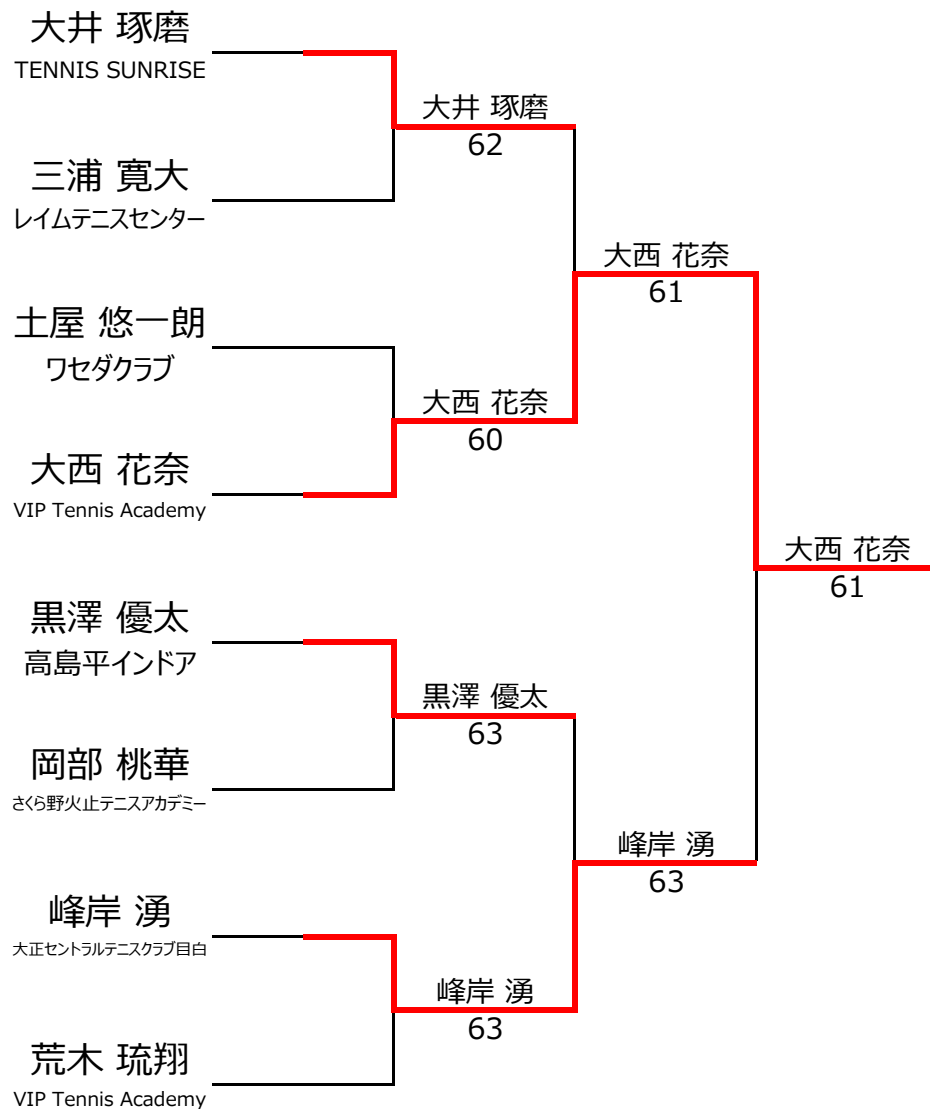 大井 琢磨
TENNIS SUNRISE
大井 琢磨
62
三浦 寛大
レイムテニスセンター
大西 花奈
61
土屋 悠一朗
ワセダクラブ
大西 花奈
60
大西 花奈
VIP Tennis Academy
大西 花奈
61
黒澤 優太
高島平インドア
黒澤 優太
63
岡部 桃華
さくら野火止テニスアカデミー
峰岸 湧
63
峰岸 湧
大正セントラルテニスクラブ目白
峰岸 湧
63
荒木 琉翔
VIP Tennis Academy